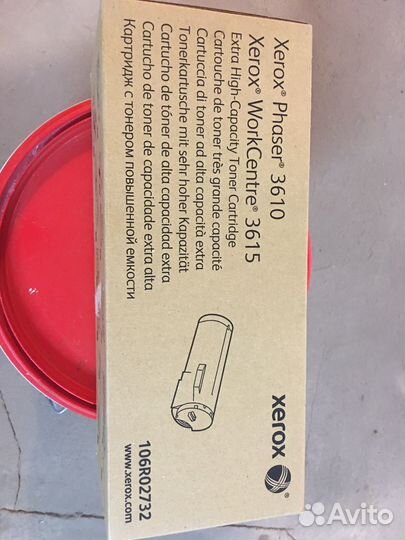 Xerox® Phaser® 3610
Xerox® WorkCentre® 3615
Extra High-Capacity Toner Cartridge
Cartouche de toner très grande capacité
Cartuccia di toner ad alta capacità extra
Tonerkartusche mit sehr hoher Kapazität
Cartucho de tóner de alta capacidad extra
Cartucho de toner de capacidade extra alta
Картридж с тонером повышенной емкости
xerox®
106R02732
www.xerox.com
Avito